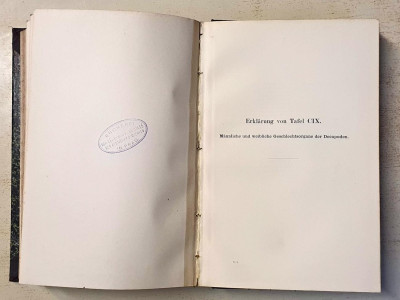 Erklärung von Tafel CIX.
Männliche und weibliche Geschlechtsorgane der Decapoden.